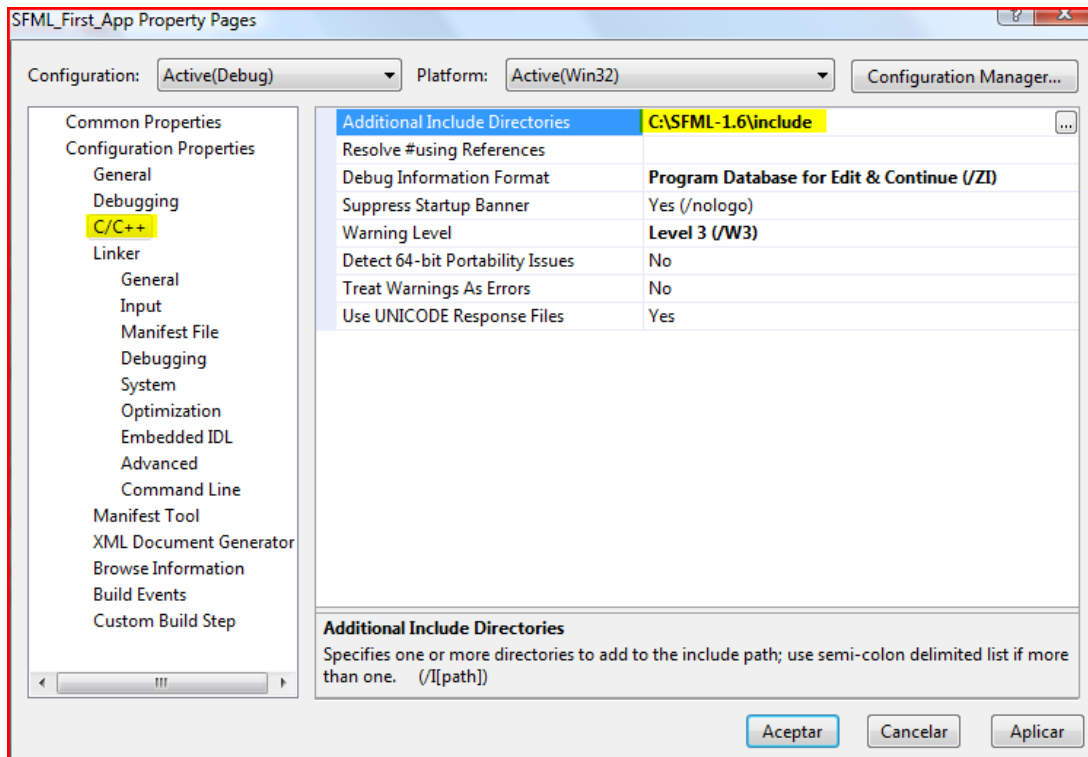 SFML_First_App Property Pages
Configuration: Active(Debug) Platform: Active(Win32) Configuration Manager...
Common Properties
Configuration Properties
General
Debugging
C/C++
Linker
General
Input
Manifest File
Debugging
System
Optimization
Embedded IDL
Advanced
Command Line
Manifest Tool
XML Document Generator
Browse Information
Build Events
Custom Build Step
Additional Include Directories C:\SFML-1.6\include ...
Resolve #using References
Debug Information Format Program Database for Edit & Continue (/ZI)
Suppress Startup Banner Yes (/nologo)
Warning Level Level 3 (/W3)
Detect 64-bit Portability Issues No
Treat Warnings As Errors No
Use UNICODE Response Files Yes
Additional Include Directories
Specifies one or more directories to add to the include path; use semi-colon delimited list if more
than one. (/I[path])
Aceptar Cancelar Aplicar